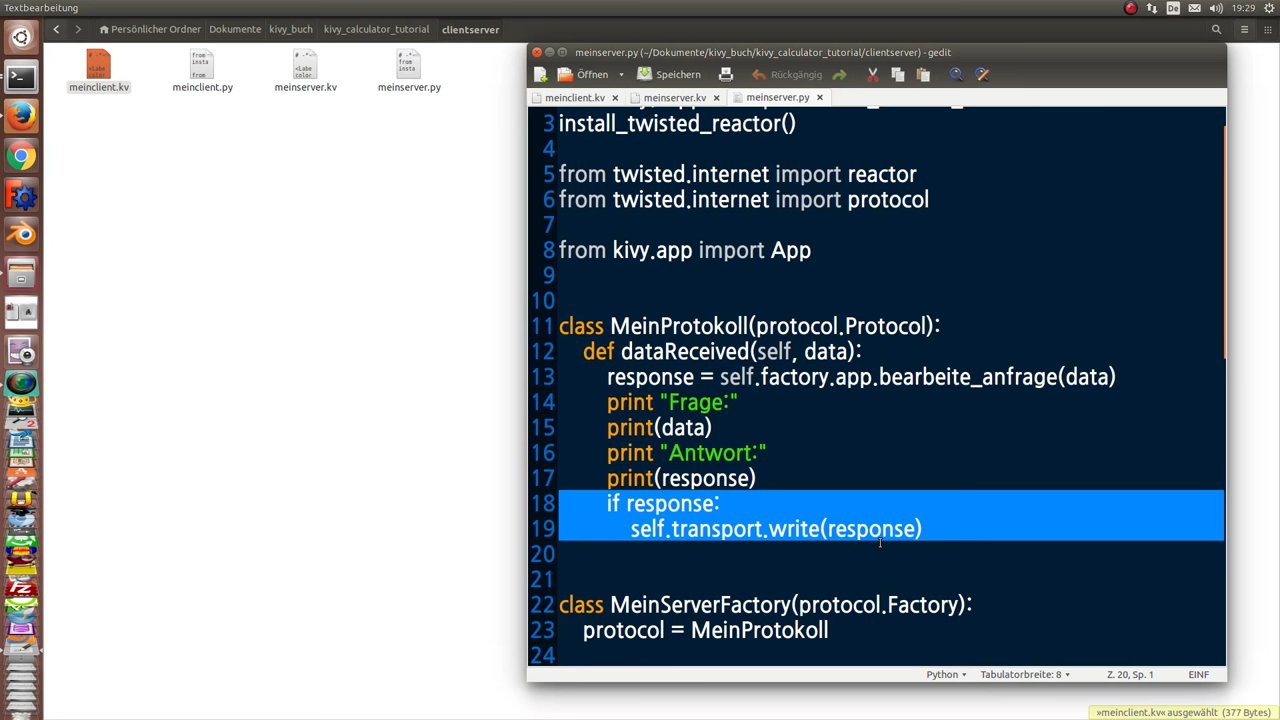 Textbearbeitung
De
19:29
Persönlicher Ordner
Dokumente
kivy_buch
kivy_calculator_tutorial
clientserver
meinclient.kv
meinclient.py
meinserver.kv
meinserver.py
meinserver.py (~/Dokumente/kivy_buch/kivy_calculator_tutorial/clientserver) - gedit
Öffnen
Speichern
Rückgängig
meinclient.kv
meinserver.kv
meinserver.py
3 install_twisted_reactor()
4
5 from twisted.internet import reactor
6 from twisted.internet import protocol
7
8 from kivy.app import App
9
10
11 class MeinProtokoll(protocol.Protocol):
12 def dataReceived(self, data):
13 response = self.factory.app.bearbeite_anfrage(data)
14 print "Frage:"
15 print(data)
16 print "Antwort:"
17 print(response)
18 if response:
19 self.transport.write(response)
20
21
22 class MeinServerFactory(protocol.Factory):
23 protocol = MeinProtokoll
24
Python
Tabulatorbreite: 8
Z. 20, Sp. 1
EINF
»meinclient.kv« ausgewählt (377 Bytes)